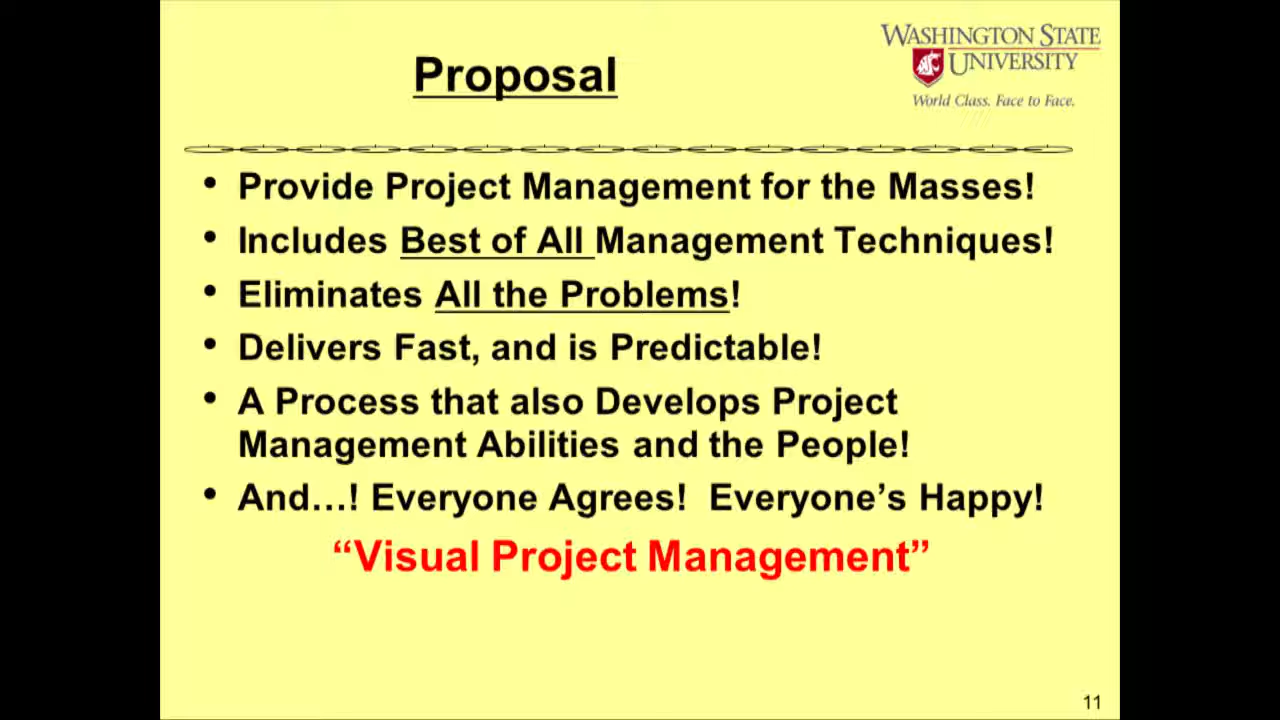 Proposal
WASHINGTON STATE
UNIVERSITY
World Class. Face to Face.
• Provide Project Management for the Masses!
• Includes Best of All Management Techniques!
• Eliminates All the Problems!
• Delivers Fast, and is Predictable!
• A Process that also Develops Project
Management Abilities and the People!
• And…! Everyone Agrees!  Everyone’s Happy!
“Visual Project Management”
11